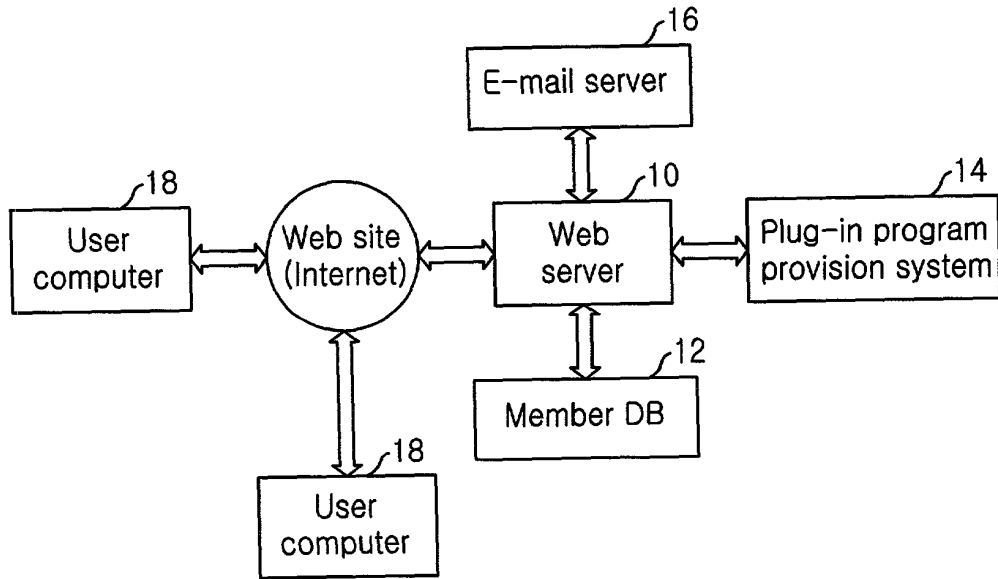 16
E-mail server
18
User
computer
Web site
(Internet)
10
Web
server
14
Plug-in program
provision system
12
Member DB
18
User
computer